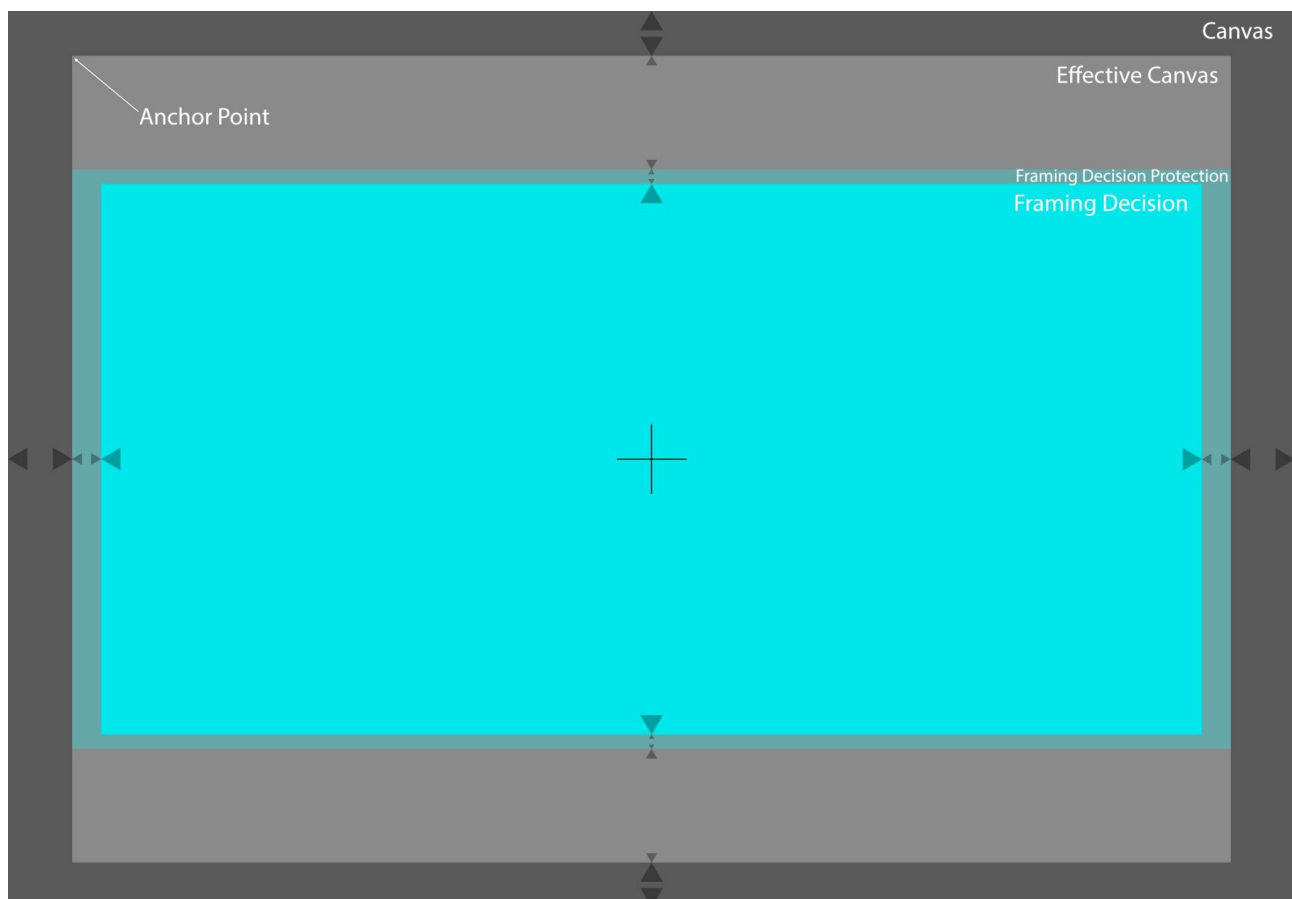 Canvas
Effective Canvas
Anchor Point
Framing Decision Protection
Framing Decision